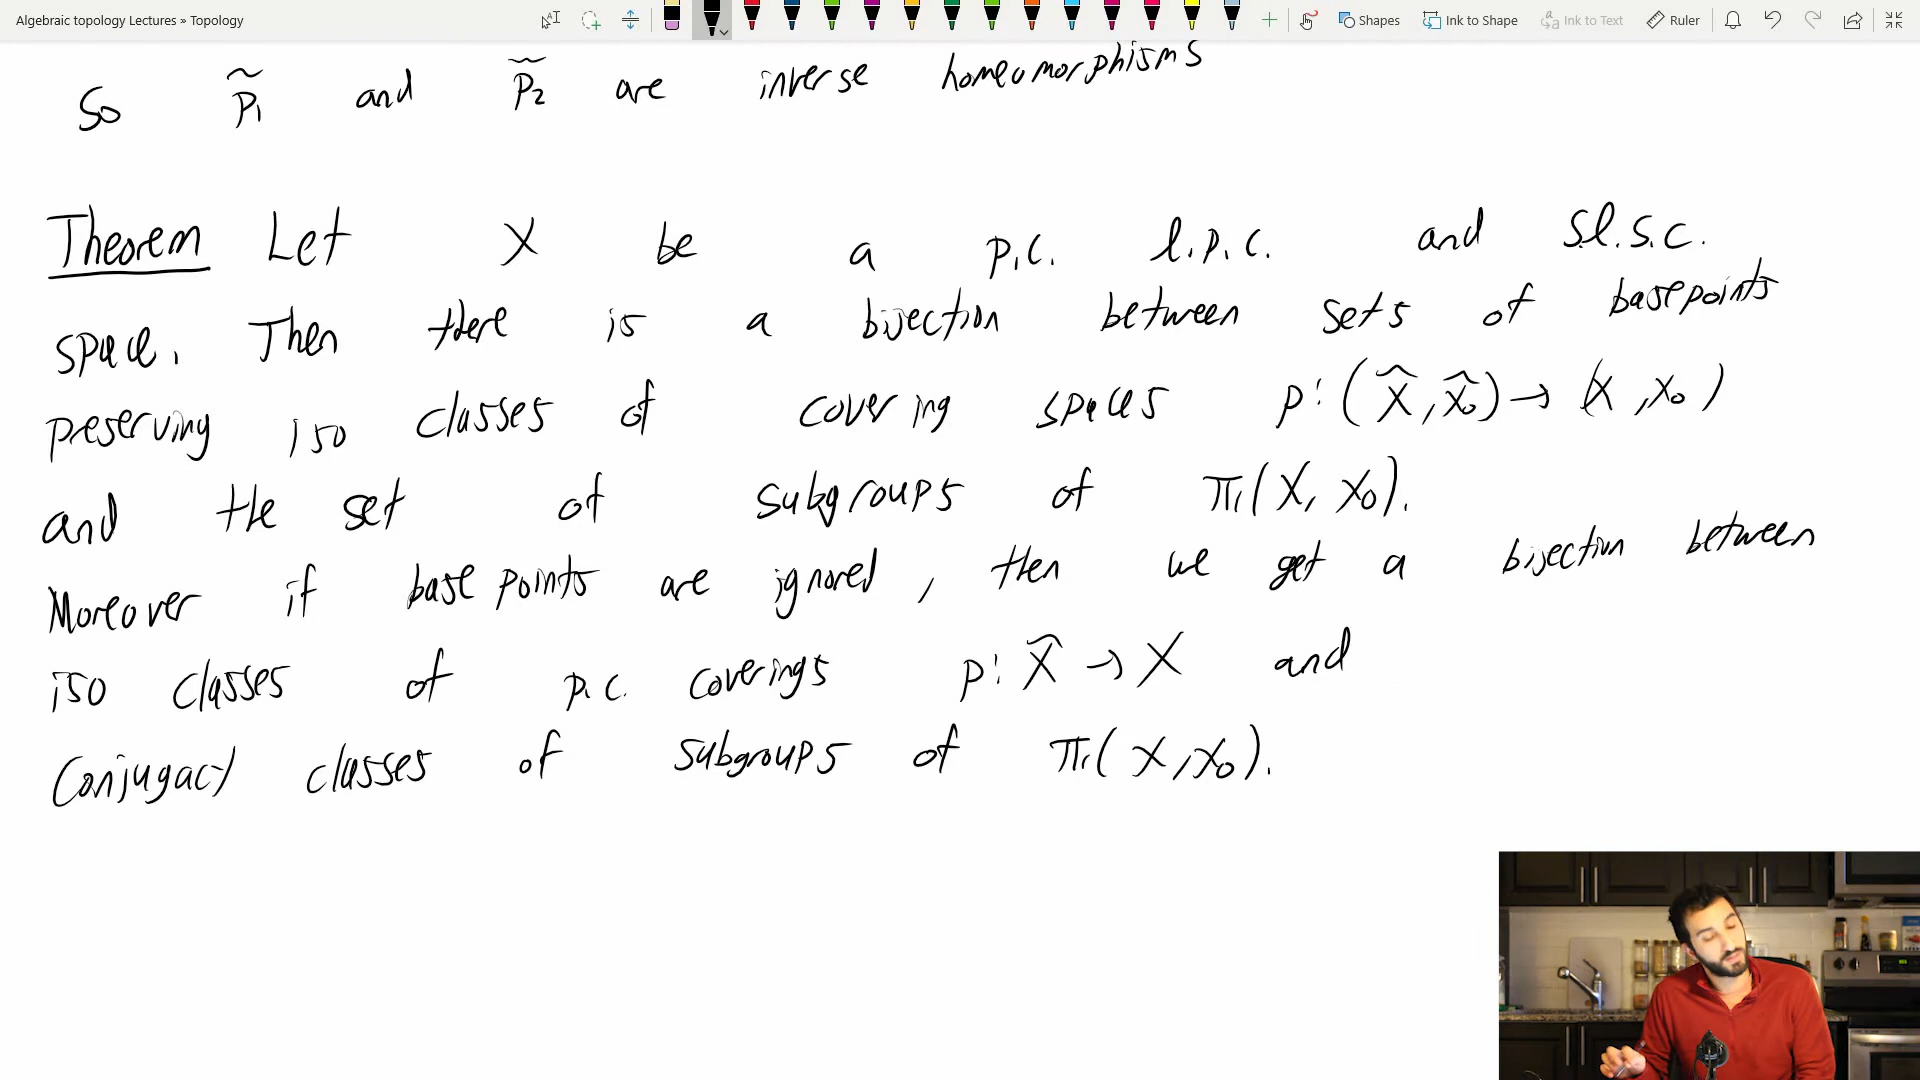 Algebraic topology Lectures » Topology
Shapes
Ink to Shape
Ink to Text
Ruler
So p̃₁ and p̃₂ are inverse homeomorphisms
Theorem Let X be a p.c. l.p.c. and s.l.s.c.
space. Then there is a bijection between sets of basepoints
preserving iso classes of covering spaces p: (X̂, x̂₀) → (X, x₀)
and the set of subgroups of π₁(X, x₀).
Moreover if base points are ignored, then we get a bijection between
iso classes of p.c. coverings p: X̂ → X and
Conjugacy classes of subgroups of π₁(X, x₀).